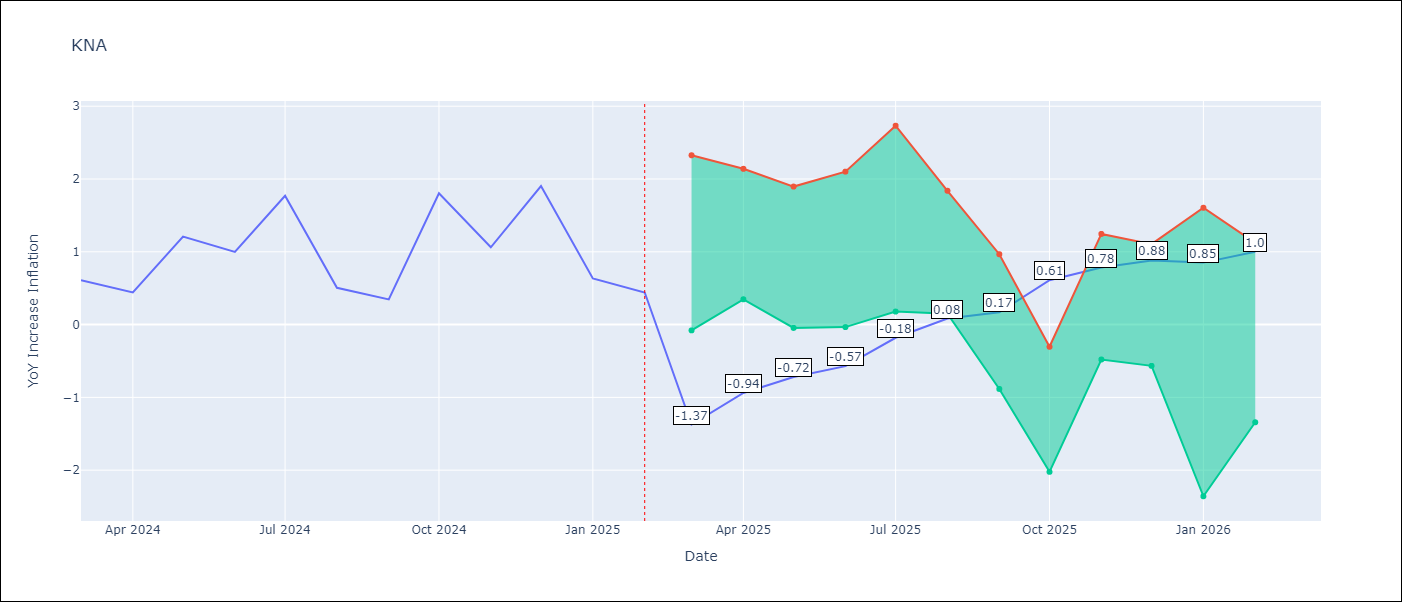 KNA
YoY Increase Inflation
3
2
1
0
−1
−2
-1.37
-0.94
-0.72
-0.57
-0.18
0.08
0.17
0.61
0.78
0.88
0.85
1.0
Apr 2024
Jul 2024
Oct 2024
Jan 2025
Apr 2025
Jul 2025
Oct 2025
Jan 2026
Date